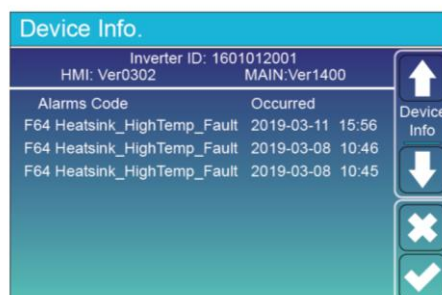 Device Info.
Inverter ID: 1601012001
HMI: Ver0302 MAIN:Ver1400
Alarms Code Occurred
F64 Heatsink_HighTemp_Fault 2019-03-11 15:56
F64 Heatsink_HighTemp_Fault 2019-03-08 10:46
F64 Heatsink_HighTemp_Fault 2019-03-08 10:45
Device
Info